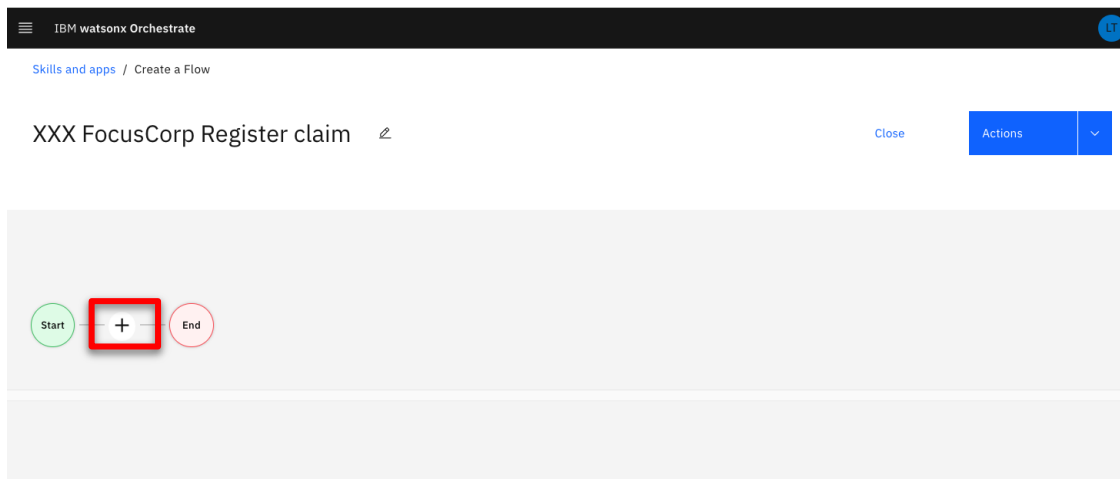 IBM watsonx Orchestrate
LT
Skills and apps / Create a Flow
XXX FocusCorp Register claim
Close
Actions
Start
End